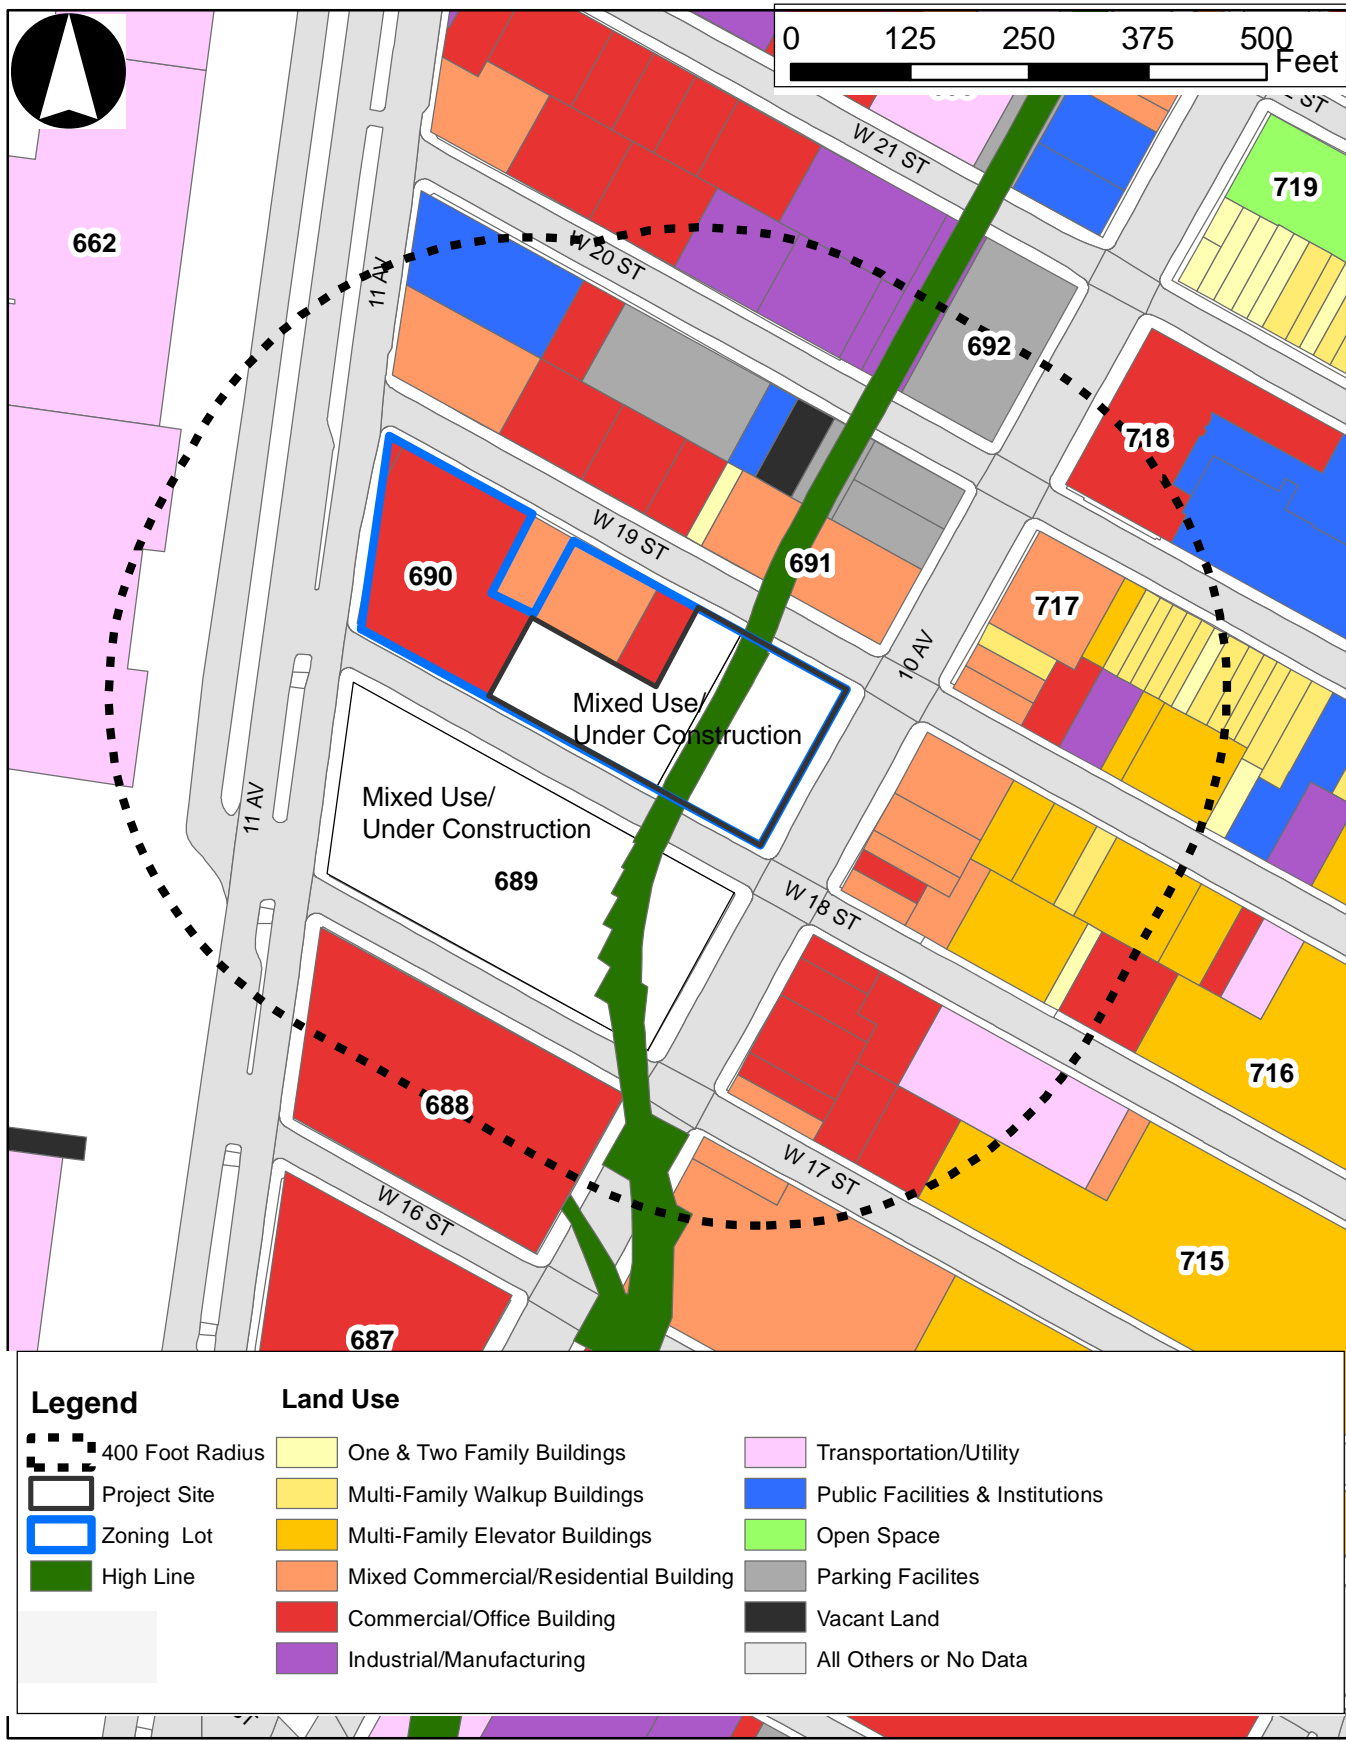 0 125 250 375 500
Feet
W 21 ST
ST
719
662
W 20 ST
11 AV
692
718
W 19 ST
690
691
717
10 AV
Mixed Use/
Under Construction
Mixed Use/
Under Construction
11 AV
689
W 18 ST
716
688
W 17 ST
W 16 ST
715
687
Legend
Land Use
400 Foot Radius
Project Site
Zoning Lot
High Line
One & Two Family Buildings
Multi-Family Walkup Buildings
Multi-Family Elevator Buildings
Mixed Commercial/Residential Building
Commercial/Office Building
Industrial/Manufacturing
Transportation/Utility
Public Facilities & Institutions
Open Space
Parking Facilites
Vacant Land
All Others or No Data